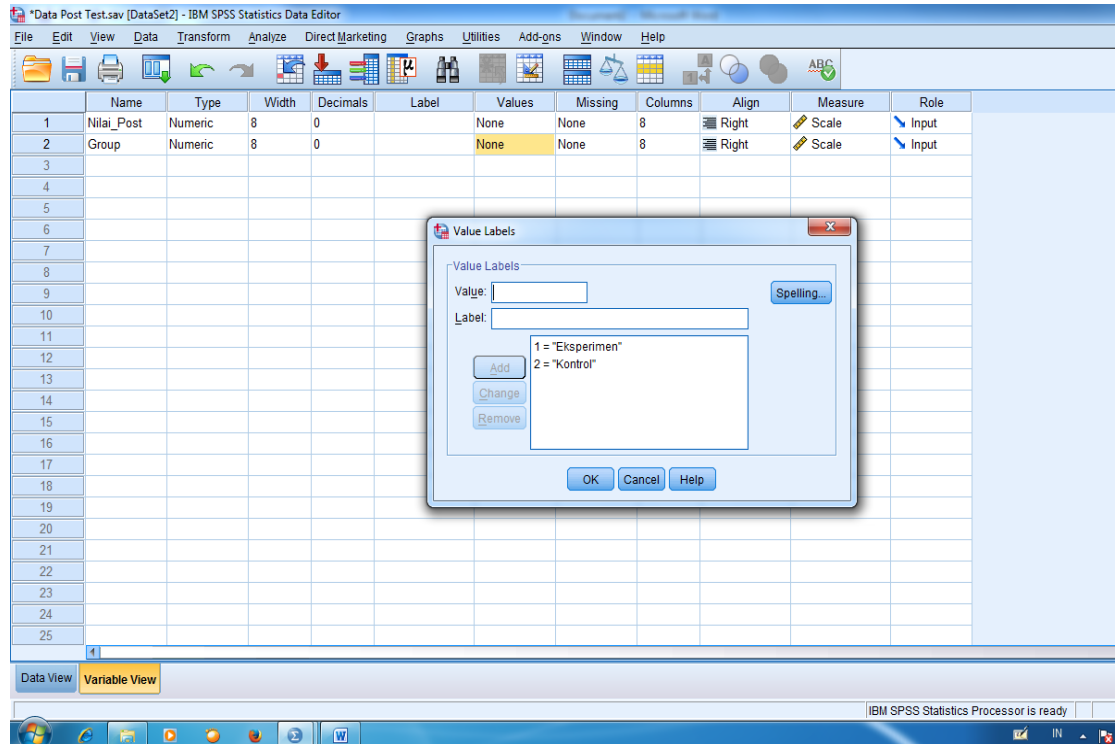 *Data Post Test.sav [DataSet2] - IBM SPSS Statistics Data Editor
File Edit View Data Transform Analyze Direct Marketing Graphs Utilities Add-ons Window Help
Name Type Width Decimals Label Values Missing Columns Align Measure Role
1 Nilai_Post Numeric 8 0 None None 8 Right Scale Input
2 Group Numeric 8 0 None None 8 Right Scale Input
3
4
5
6
7
8
9
10
11
12
13
14
15
16
17
18
19
20
21
22
23
24
25
Value Labels
Value Labels
Value:
Spelling...
Label:
1 = "Eksperimen"
2 = "Kontrol"
Add
Change
Remove
OK Cancel Help
Data View Variable View
IBM SPSS Statistics Processor is ready
IN